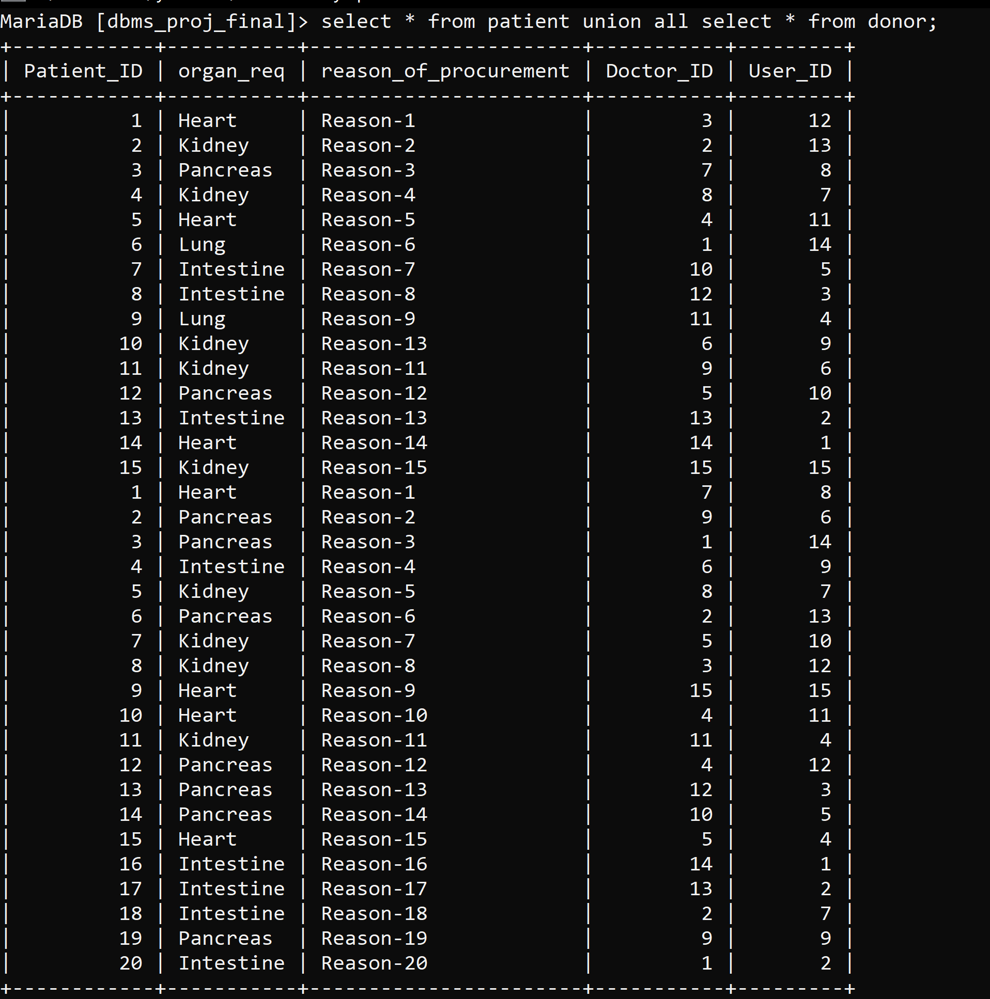 MariaDB [dbms_proj_final]> select * from patient union all select * from donor;
+------------+-----------+-----------------------+-----------+---------+
| Patient_ID | organ_req | reason_of_procurement | Doctor_ID | User_ID |
+------------+-----------+-----------------------+-----------+---------+
|          1 | Heart     | Reason-1              |         3 |      12 |
|          2 | Kidney    | Reason-2              |         2 |      13 |
|          3 | Pancreas  | Reason-3              |         7 |       8 |
|          4 | Kidney    | Reason-4              |         8 |       7 |
|          5 | Heart     | Reason-5              |         4 |      11 |
|          6 | Lung      | Reason-6              |         1 |      14 |
|          7 | Intestine | Reason-7              |        10 |       5 |
|          8 | Intestine | Reason-8              |        12 |       3 |
|          9 | Lung      | Reason-9              |        11 |       4 |
|         10 | Kidney    | Reason-13             |         6 |       9 |
|         11 | Kidney    | Reason-11             |         9 |       6 |
|         12 | Pancreas  | Reason-12             |         5 |      10 |
|         13 | Intestine | Reason-13             |        13 |       2 |
|         14 | Heart     | Reason-14             |        14 |       1 |
|         15 | Kidney    | Reason-15             |        15 |      15 |
|          1 | Heart     | Reason-1              |         7 |       8 |
|          2 | Pancreas  | Reason-2              |         9 |       6 |
|          3 | Pancreas  | Reason-3              |         1 |      14 |
|          4 | Intestine | Reason-4              |         6 |       9 |
|          5 | Kidney    | Reason-5              |         8 |       7 |
|          6 | Pancreas  | Reason-6              |         2 |      13 |
|          7 | Kidney    | Reason-7              |         5 |      10 |
|          8 | Kidney    | Reason-8              |         3 |      12 |
|          9 | Heart     | Reason-9              |        15 |      15 |
|         10 | Heart     | Reason-10             |         4 |      11 |
|         11 | Kidney    | Reason-11             |        11 |       4 |
|         12 | Pancreas  | Reason-12             |         4 |      12 |
|         13 | Pancreas  | Reason-13             |        12 |       3 |
|         14 | Pancreas  | Reason-14             |        10 |       5 |
|         15 | Heart     | Reason-15             |         5 |       4 |
|         16 | Intestine | Reason-16             |        14 |       1 |
|         17 | Intestine | Reason-17             |        13 |       2 |
|         18 | Intestine | Reason-18             |         2 |       7 |
|         19 | Pancreas  | Reason-19             |         9 |       9 |
|         20 | Intestine | Reason-20             |         1 |       2 |
+------------+-----------+-----------------------+-----------+---------+